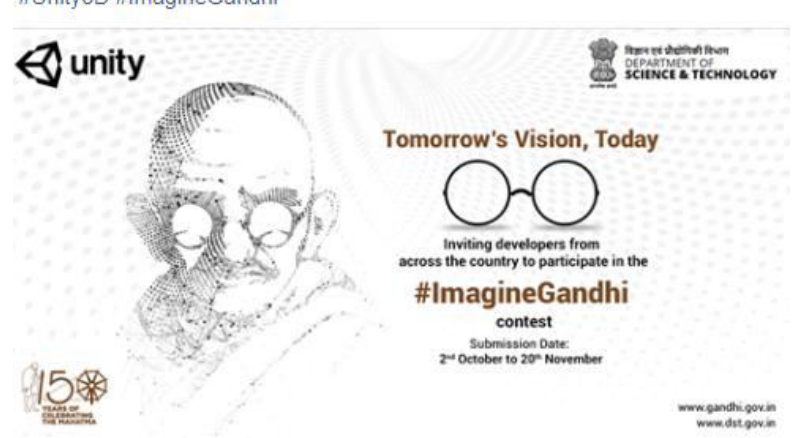 #Unity3D #ImagineGandhi
unity
विज्ञान एवं प्रौद्योगिकी विभाग
DEPARTMENT OF
SCIENCE & TECHNOLOGY
Tomorrow's Vision, Today
Inviting developers from
across the country to participate in the
#ImagineGandhi
contest
Submission Date:
2nd October to 20th November
150
YEARS OF
CELEBRATING
THE MAHATMA
www.gandhi.gov.in
www.dst.gov.in